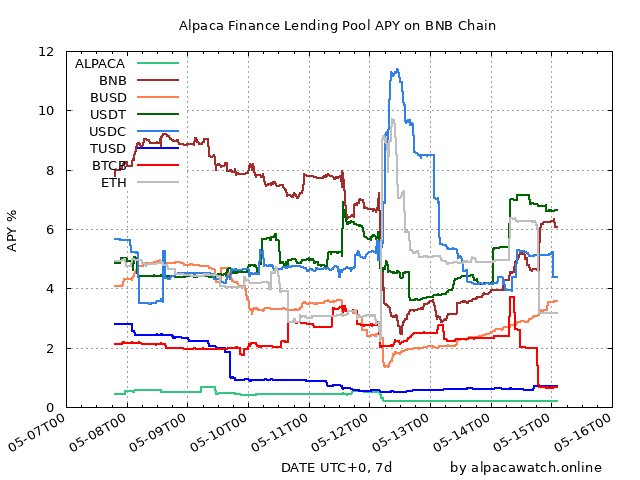 Alpaca Finance Lending Pool APY on BNB Chain
12
10
8
6
4
2
0
APY %
ALPACA
BNB
BUSD
USDT
USDC
TUSD
BTCB
ETH
05-07T00
05-08T00
05-09T00
05-10T00
05-11T00
05-12T00
05-13T00
05-14T00
05-15T00
05-16T00
DATE UTC+0, 7d
by alpacawatch.online